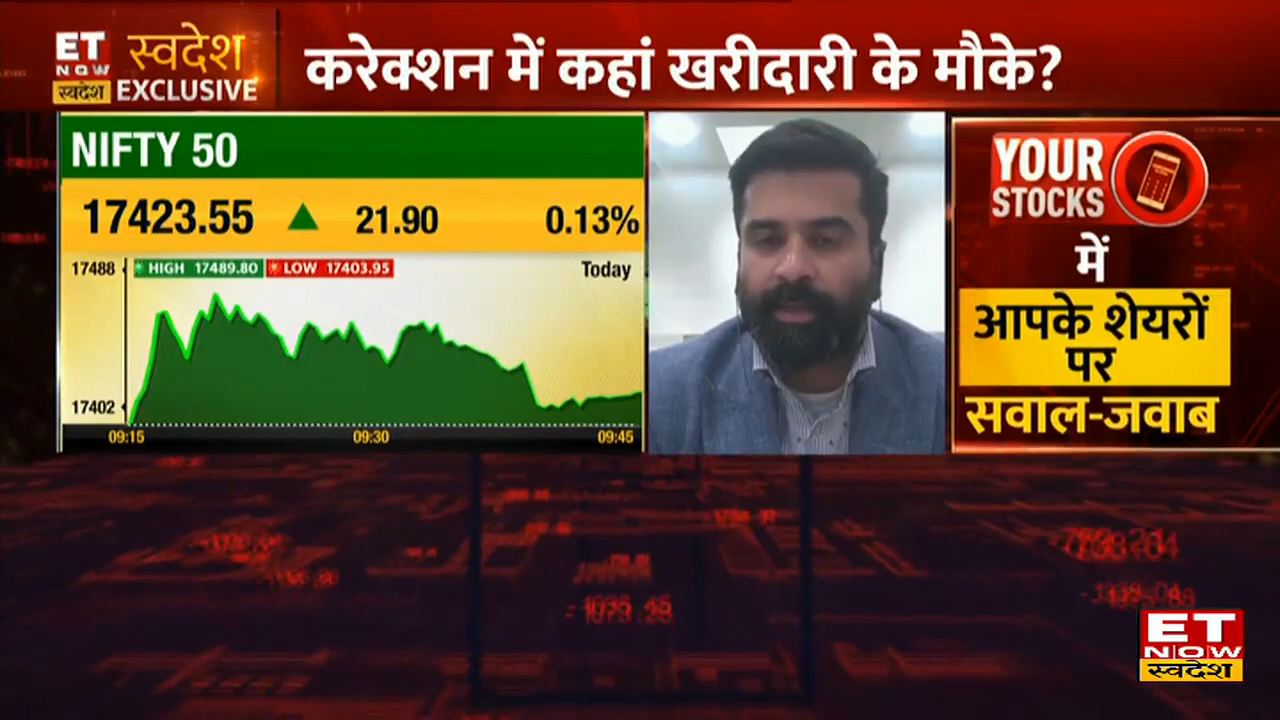 ET
NOW
स्वदेश
स्वदेश
EXCLUSIVE
करेक्शन में कहां खरीदारी के मौके?
NIFTY 50
17423.55 ▲ 21.90 0.13%
17488
HIGH 17489.80 LOW 17403.95
Today
17402
09:15 09:30 09:45
YOUR
STOCKS
में
आपके शेयरों
पर
सवाल-जवाब
ET
NOW
स्वदेश